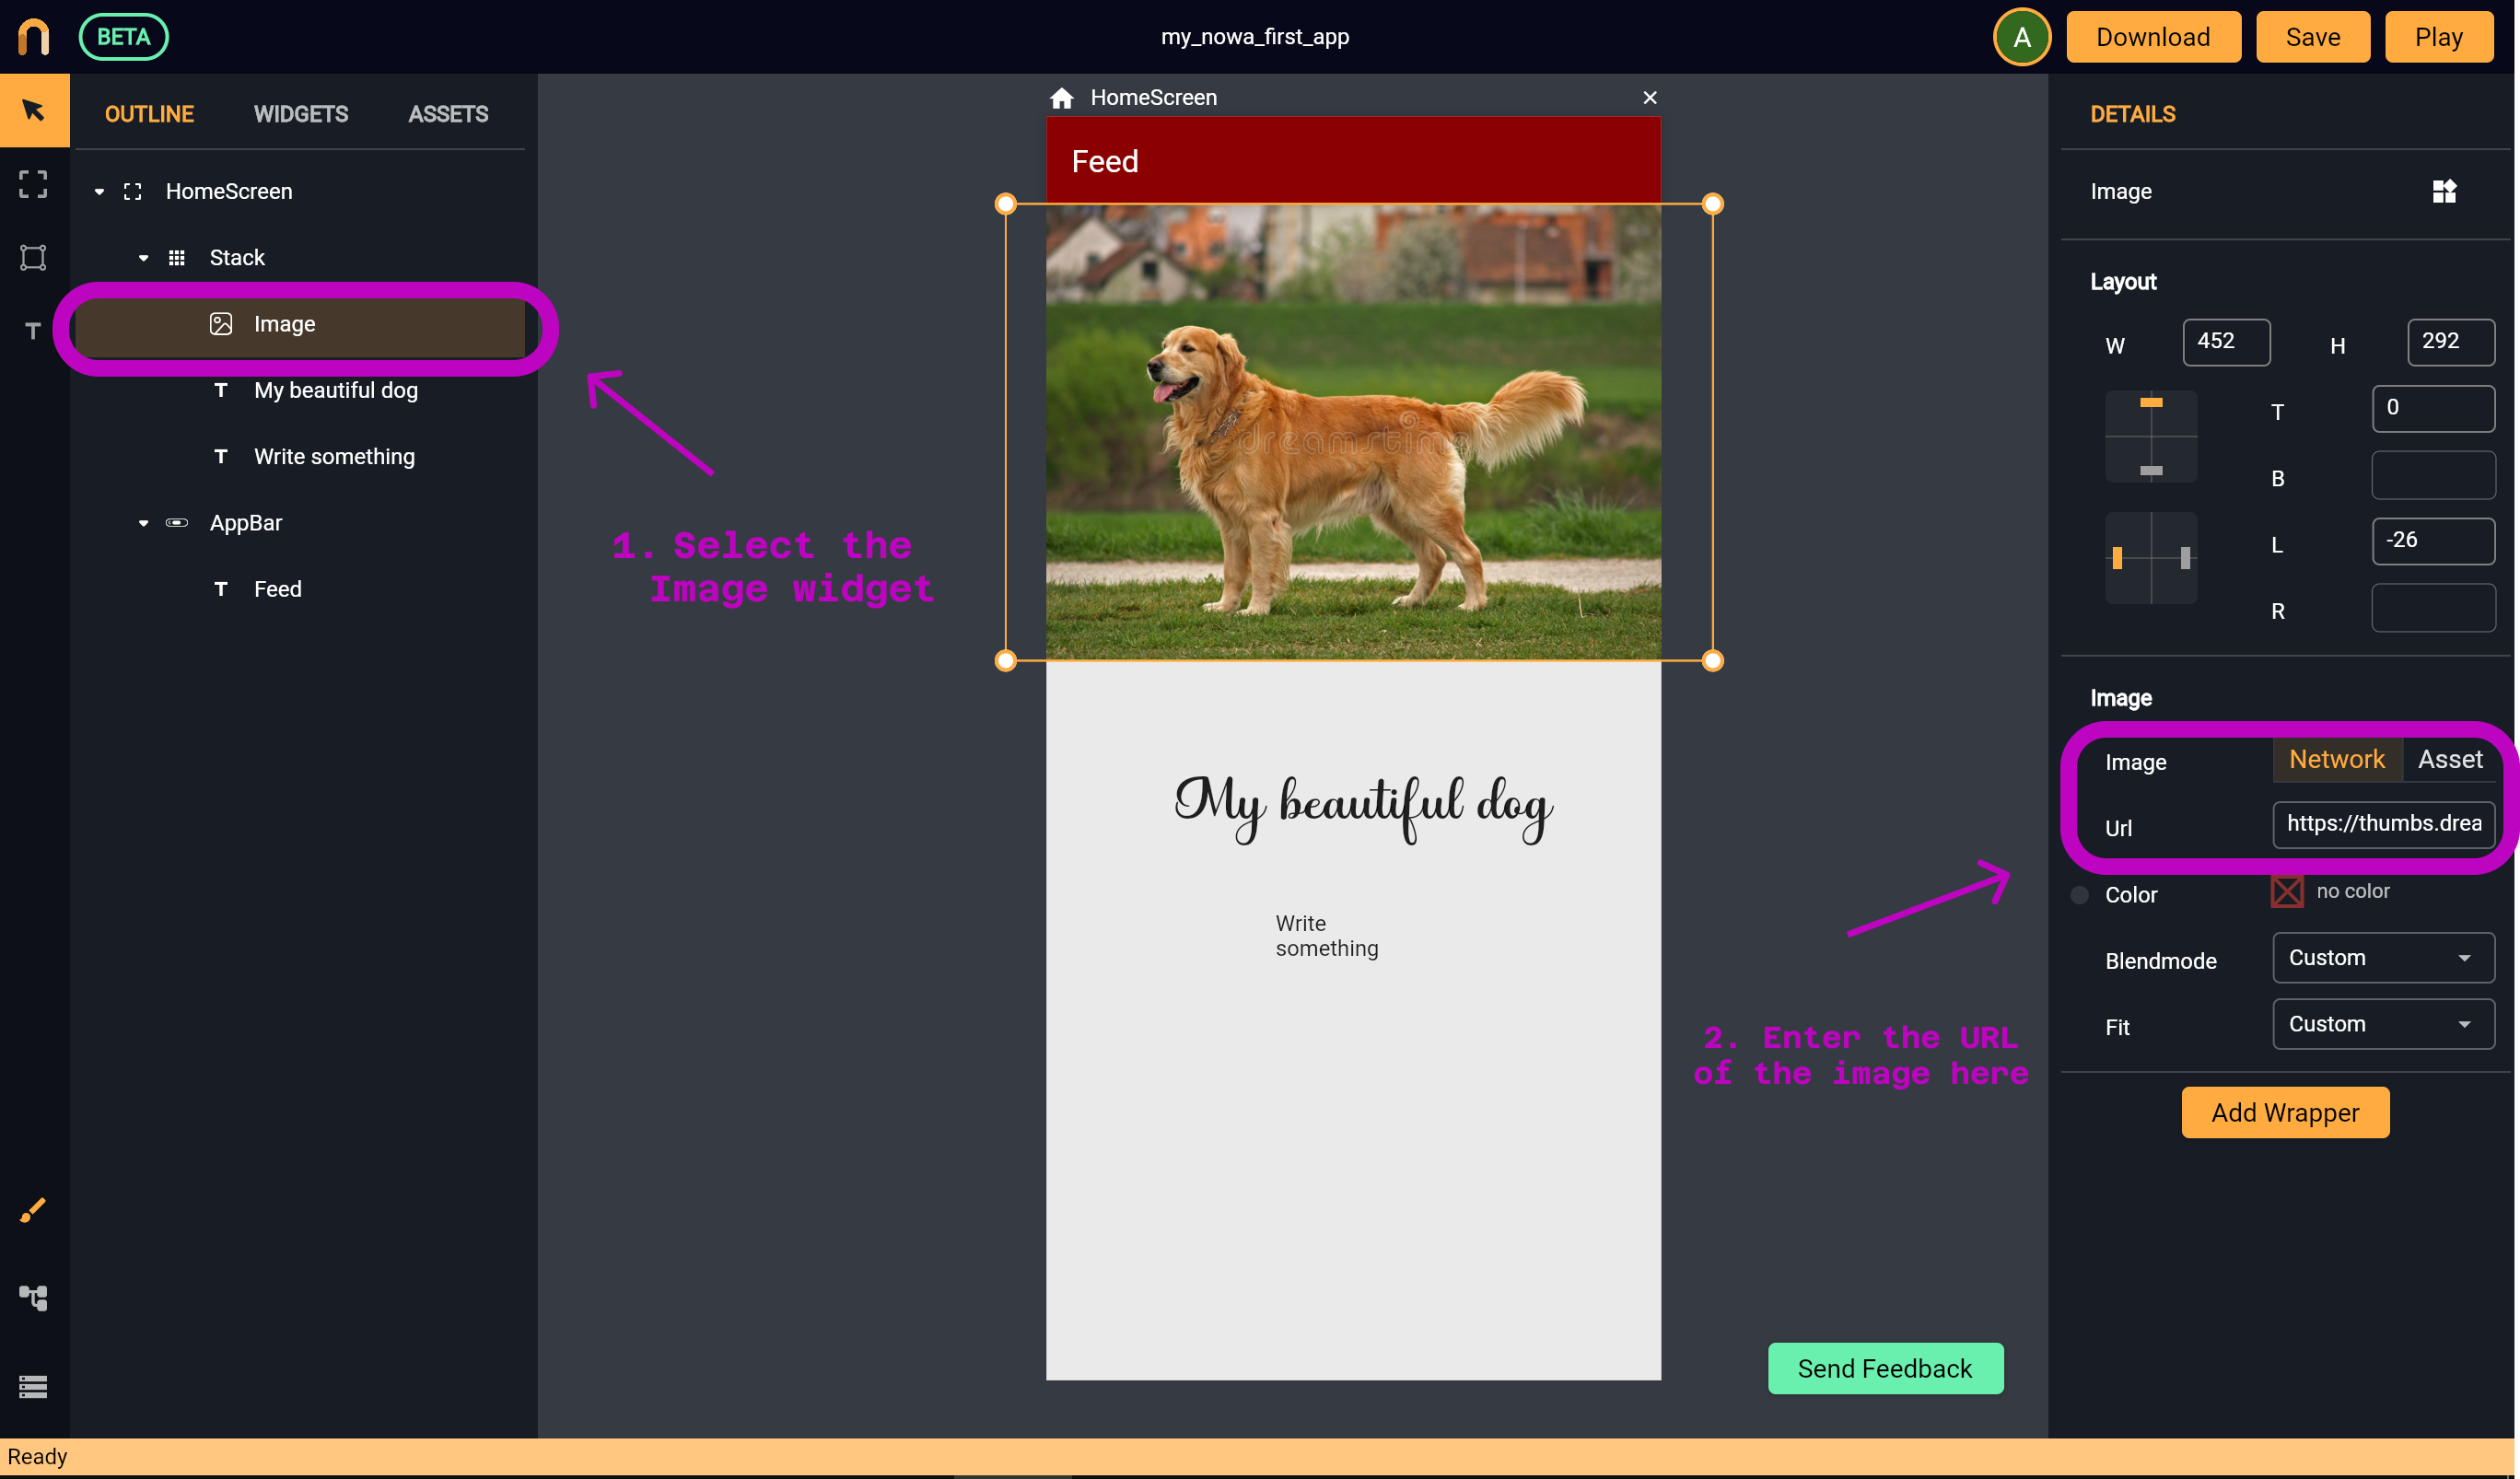 BETA
my_nowa_first_app
A
Download
Save
Play
OUTLINE
WIDGETS
ASSETS
HomeScreen
Stack
Image
My beautiful dog
Write something
AppBar
Feed
1. Select the
Image widget
HomeScreen
Feed
dreamstime
My beautiful dog
Write
something
2. Enter the URL
of the image here
Send Feedback
DETAILS
Image
Layout
W 452 H 292
T 0
B
L -26
R
Image
Image Network Asset
Url https://thumbs.drea
Color no color
Blendmode Custom
Fit Custom
Add Wrapper
Ready